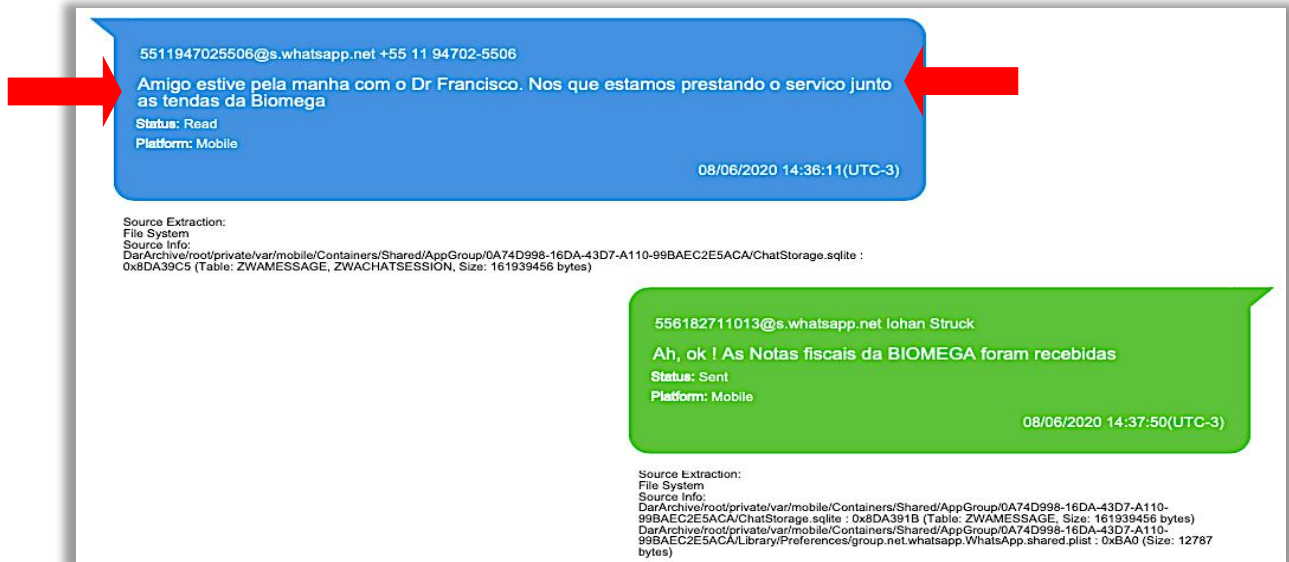 5511947025506@s.whatsapp.net +55 11 94702-5506
Amigo estive pela manha com o Dr Francisco. Nos que estamos prestando o servico junto
as tendas da Biomega
Status: Read
Platform: Mobile
08/06/2020 14:36:11(UTC-3)
Source Extraction:
File System
Source Info:
DarArchive/root/private/var/mobile/Containers/Shared/AppGroup/0A74D998-16DA-43D7-A110-99BAEC2E5ACA/ChatStorage.sqlite :
0x8DA39C5 (Table: ZWAMESSAGE, ZWACHATSESSION, Size: 161939456 bytes)
556182711013@s.whatsapp.net Iohan Struck
Ah, ok ! As Notas fiscais da BIOMEGA foram recebidas
Status: Sent
Platform: Mobile
08/06/2020 14:37:50(UTC-3)
Source Extraction:
File System
Source Info:
DarArchive/root/private/var/mobile/Containers/Shared/AppGroup/0A74D998-16DA-43D7-A110-
99BAEC2E5ACA/ChatStorage.sqlite : 0x8DA391B (Table: ZWAMESSAGE, Size: 161939456 bytes)
DarArchive/root/private/var/mobile/Containers/Shared/AppGroup/0A74D998-16DA-43D7-A110-
99BAEC2E5ACA/Library/Preferences/group.net.whatsapp.WhatsApp.shared.plist : 0xBA0 (Size: 12787
bytes)